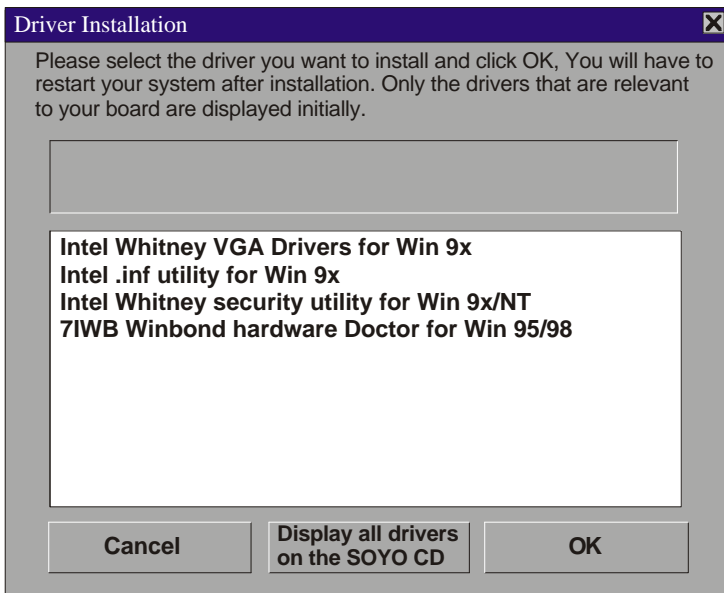 Driver Installation
Please select the driver you want to install and click OK, You will have to
restart your system after installation. Only the drivers that are relevant
to your board are displayed initially.
Intel Whitney VGA Drivers for Win 9x
Intel .inf utility for Win 9x
Intel Whitney security utility for Win 9x/NT
7IWB Winbond hardware Doctor for Win 95/98
Cancel
Display all drivers
on the SOYO CD
OK